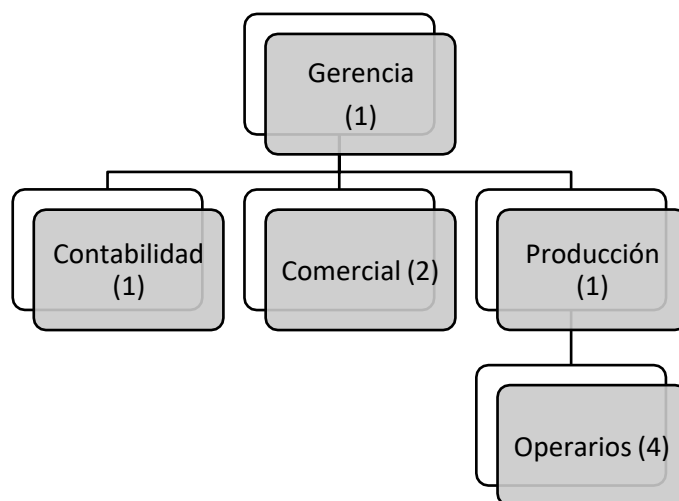 Gerencia
(1)
Contabilidad
(1)
Comercial (2)
Producción
(1)
Operarios (4)